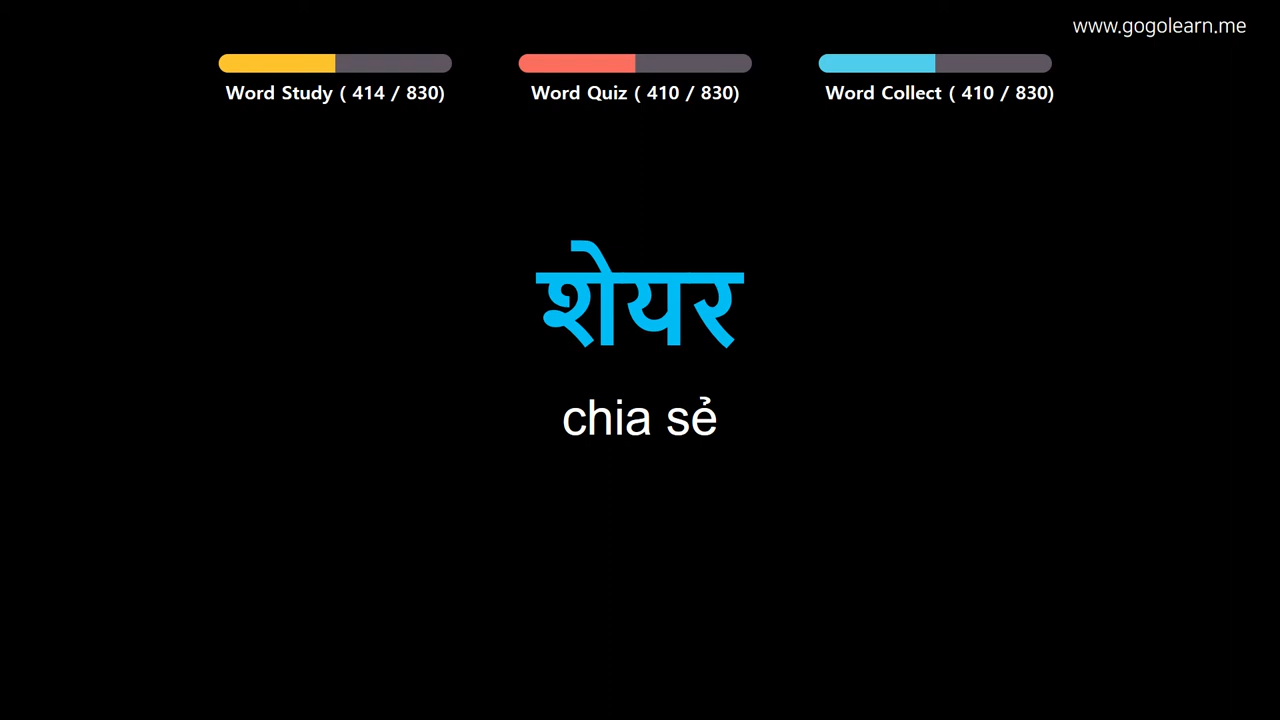 www.gogolearn.me
Word Study ( 414 / 830)
Word Quiz ( 410 / 830)
Word Collect ( 410 / 830)
शेयर
chia sẻ